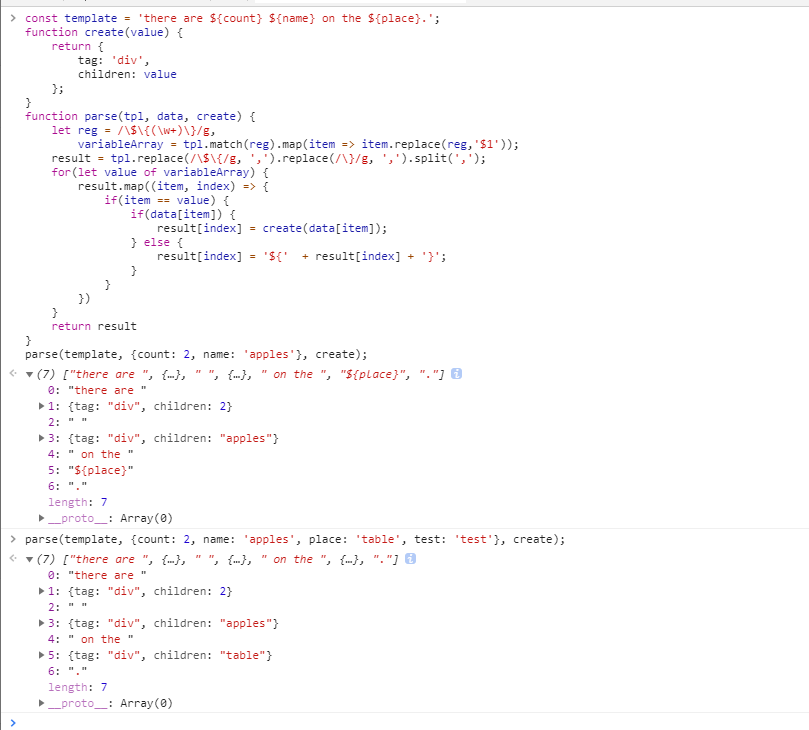 const template = 'there are ${count} ${name} on the ${place}.';
function create(value) {
    return {
        tag: 'div',
        children: value
    };
}
function parse(tpl, data, create) {
    let reg = /\$\{(\w+)\}/g,
        variableArray = tpl.match(reg).map(item => item.replace(reg,'$1'));
    result = tpl.replace(/\$\{/g, ',').replace(/\}/g, ',').split(',');
    for(let value of variableArray) {
        result.map((item, index) => {
            if(item == value) {
                if(data[item]) {
                    result[index] = create(data[item]);
                } else {
                    result[index] = '${'  + result[index] + '}';
                }
            }
        })
    }
    return result
}
parse(template, {count: 2, name: 'apples'}, create);
(7) ["there are ", {…}, " ", {…}, " on the ", "${place}", "."]
0: "there are "
1: {tag: "div", children: 2}
2: " "
3: {tag: "div", children: "apples"}
4: " on the "
5: "${place}"
6: "."
length: 7
__proto__: Array(0)
parse(template, {count: 2, name: 'apples', place: 'table', test: 'test'}, create);
(7) ["there are ", {…}, " ", {…}, " on the ", {…}, "."]
0: "there are "
1: {tag: "div", children: 2}
2: " "
3: {tag: "div", children: "apples"}
4: " on the "
5: {tag: "div", children: "table"}
6: "."
length: 7
__proto__: Array(0)